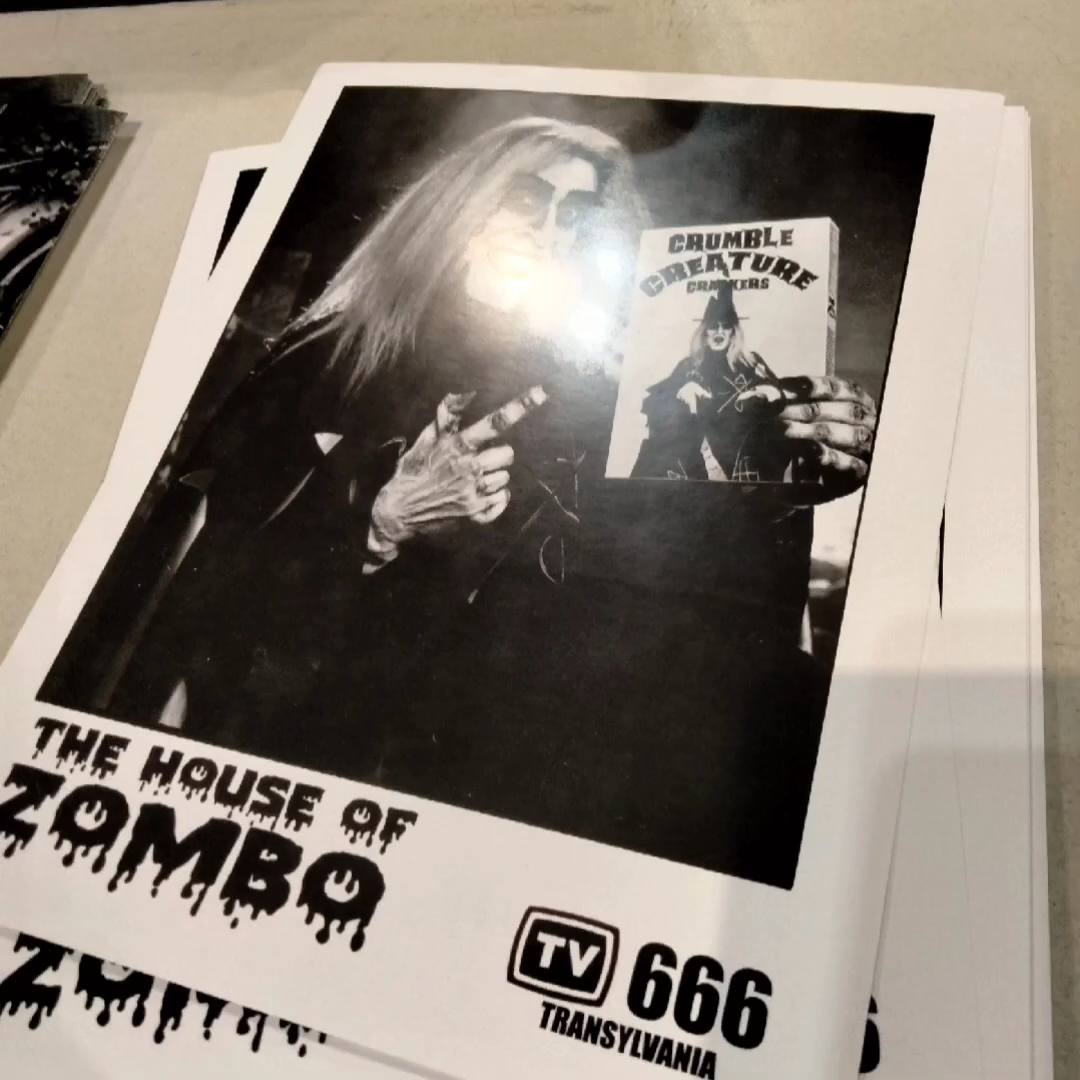 CRUMBLE
CREATURE
CRACKERS
THE HOUSE OF
ZOMBO
TV 666
TRANSYLVANIA